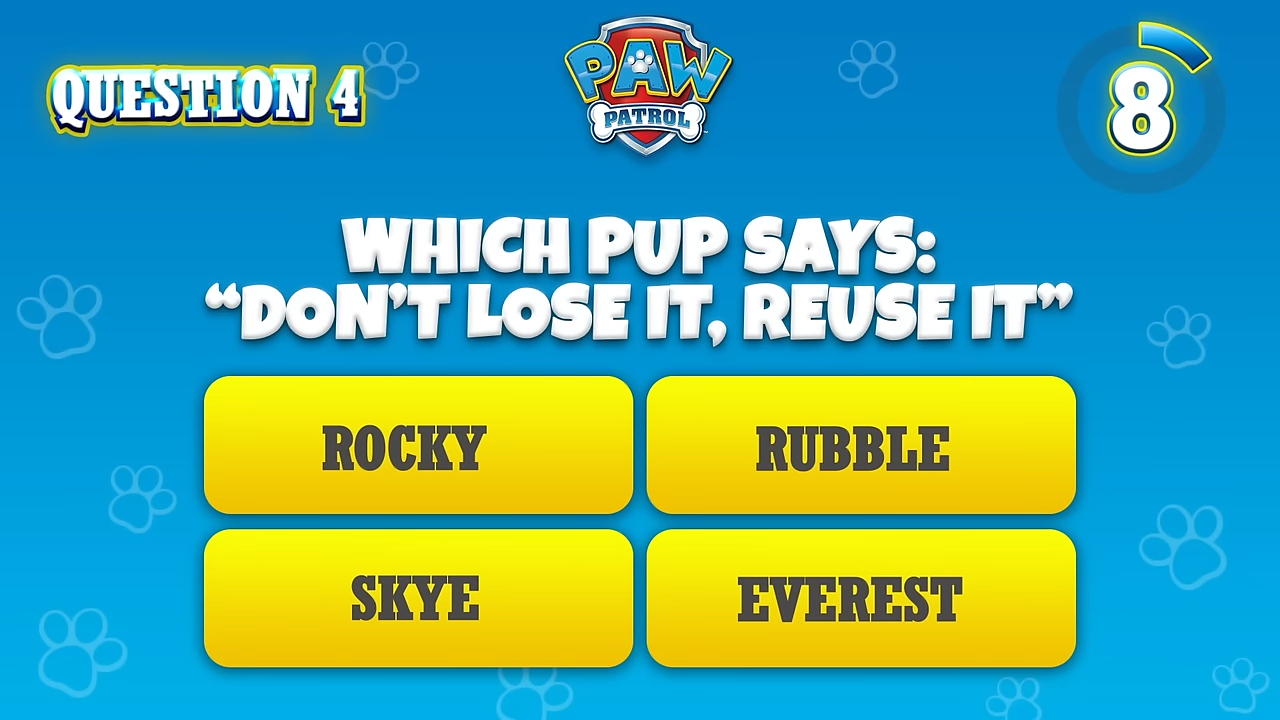 QUESTION 4
PAW
PATROL
8
WHICH PUP SAYS:
“DON’T LOSE IT, REUSE IT”
ROCKY
RUBBLE
SKYE
EVEREST